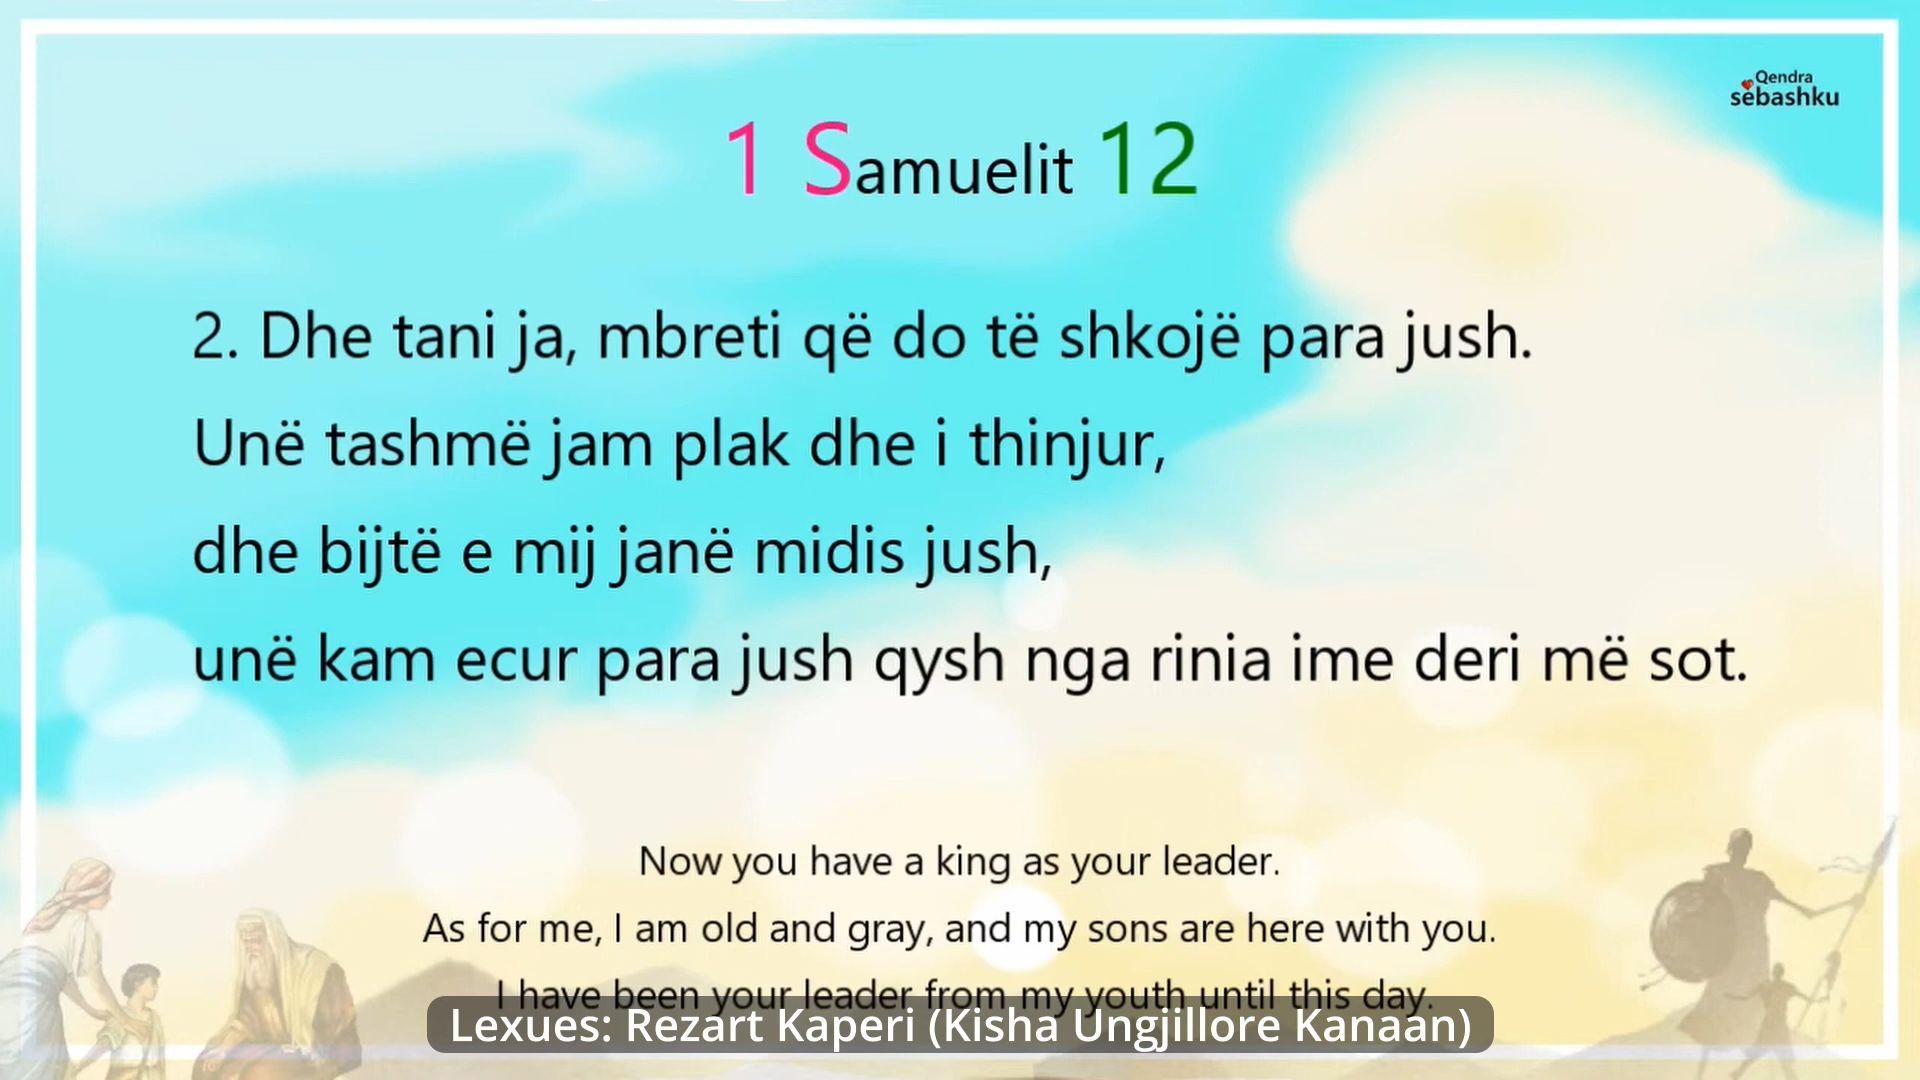 Qendra
sëbashku
1 Samuelit 12
2. Dhe tani ja, mbreti që do të shkojë para jush.
Unë tashmë jam plak dhe i thinjur,
dhe bijtë e mij janë midis jush,
unë kam ecur para jush qysh nga rinia ime deri më sot.
Now you have a king as your leader.
As for me, I am old and gray, and my sons are here with you.
I have been your leader from my youth until this day.
Lexues: Rezart Kaperi (Kisha Ungjillore Kanaan)